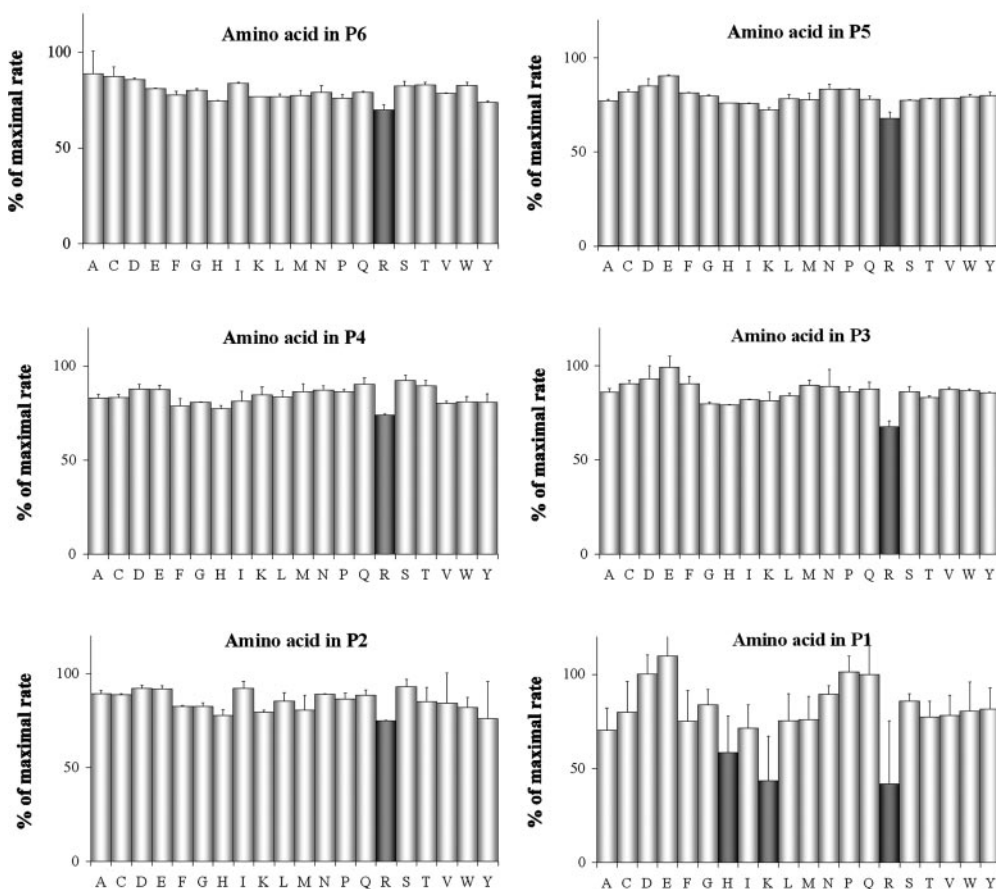 Amino acid in P6
% of maximal rate
100
50
0
A C D E F G H I K L M N P Q R S T V W Y
Amino acid in P5
% of maximal rate
100
50
0
A C D E F G H I K L M N P Q R S T V W Y
Amino acid in P4
% of maximal rate
100
50
0
A C D E F G H I K L M N P Q R S T V W Y
Amino acid in P3
% of maximal rate
100
50
0
A C D E F G H I K L M N P Q R S T V W Y
Amino acid in P2
% of maximal rate
100
50
0
A C D E F G H I K L M N P Q R S T V W Y
Amino acid in P1
% of maximal rate
100
50
0
A C D E F G H I K L M N P Q R S T V W Y